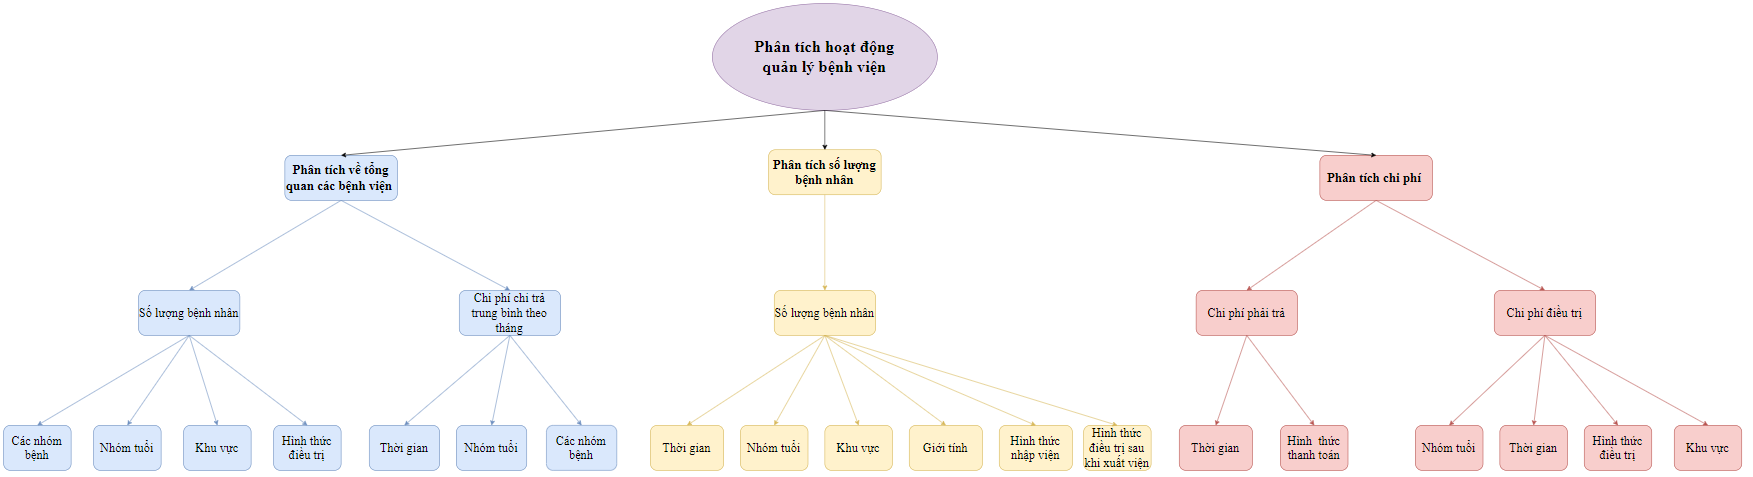 Phân tích hoạt động
quản lý bệnh viện
Phân tích về tổng
quan các bệnh viện
Phân tích số lượng
bệnh nhân
Phân tích chi phí
Số lượng bệnh nhân
Chi phí chi trả
trung bình theo
tháng
Số lượng bệnh nhân
Chi phí phải trả
Chi phí điều trị
Các nhóm
bệnh
Nhóm tuổi
Khu vực
Hình thức
điều trị
Thời gian
Nhóm tuổi
Các nhóm
bệnh
Thời gian
Nhóm tuổi
Khu vực
Giới tính
Hình thức
nhập viện
Hình thức
điều trị sau
khi xuất viện
Thời gian
Hình thức
thanh toán
Nhóm tuổi
Thời gian
Hình thức
điều trị
Khu vực